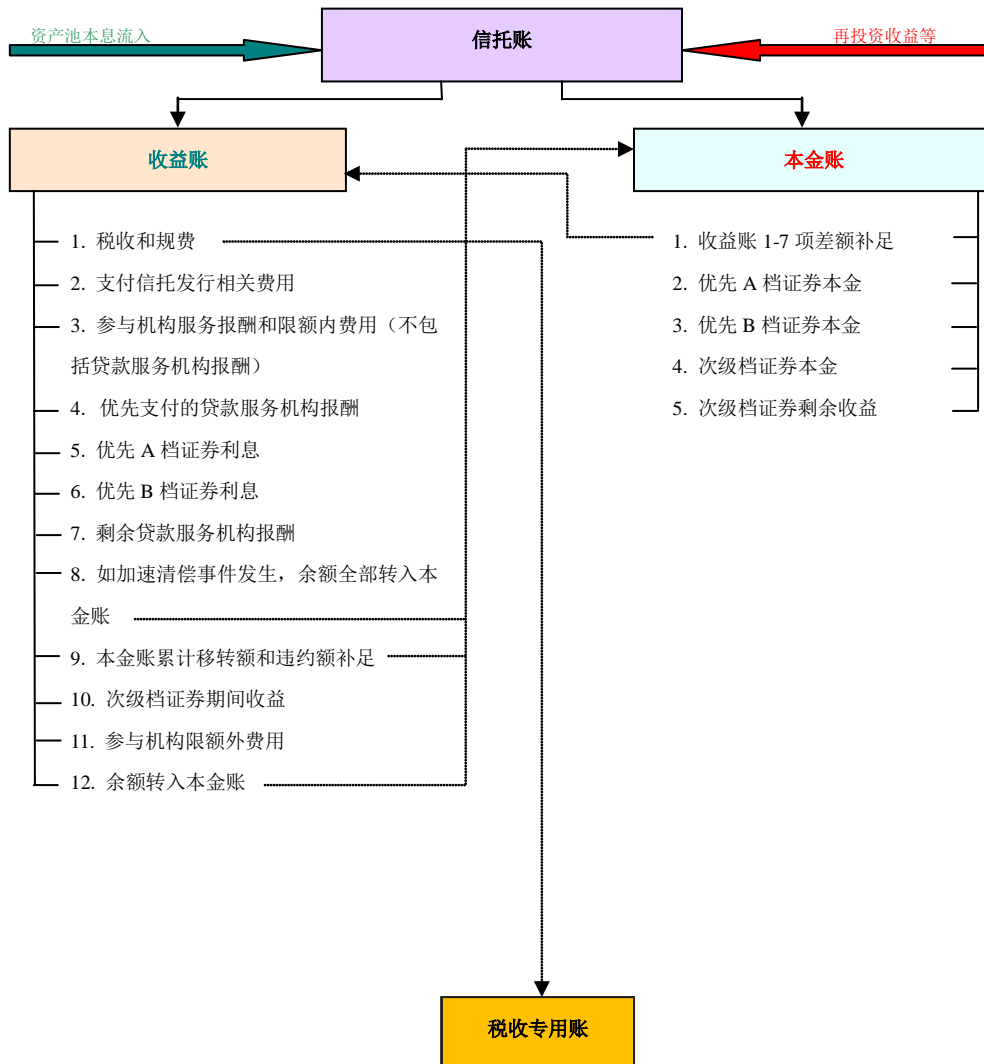 资产池本息流入
信托账
再投资收益等
收益账
本金账
1. 税收和规费
2. 支付信托发行相关费用
3. 参与机构服务报酬和限额内费用（不包
括贷款服务机构报酬）
4. 优先支付的贷款服务机构报酬
5. 优先 A 档证券利息
6. 优先 B 档证券利息
7. 剩余贷款服务机构报酬
8. 如加速清偿事件发生，余额全部转入本
金账
9. 本金账累计移转额和违约额补足
10. 次级档证券期间收益
11. 参与机构限额外费用
12. 余额转入本金账
1. 收益账 1-7 项差额补足
2. 优先 A 档证券本金
3. 优先 B 档证券本金
4. 次级档证券本金
5. 次级档证券剩余收益
税收专用账